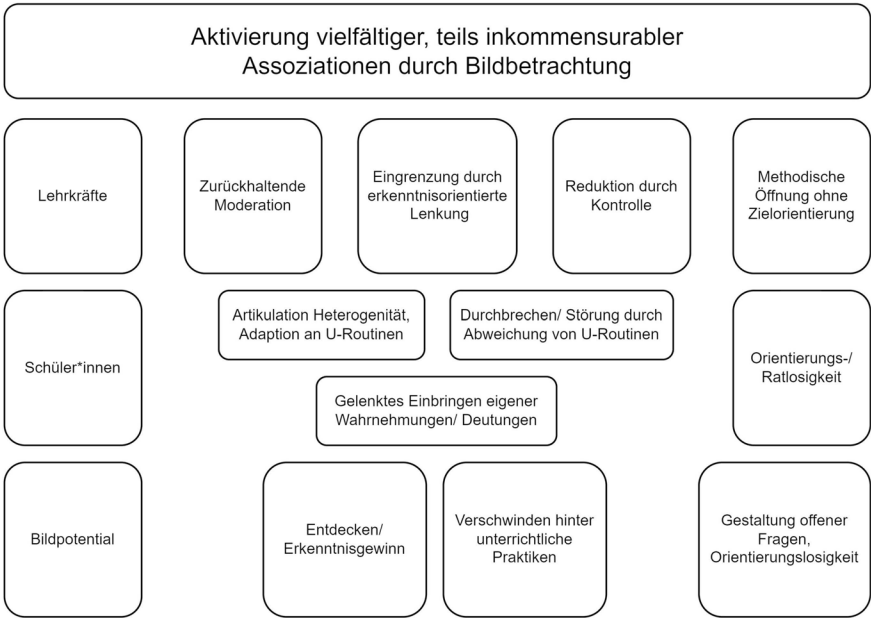 Aktivierung vielfältiger, teils inkommensurabler
Assoziationen durch Bildbetrachtung
Lehrkräfte
Zurückhaltende
Moderation
Eingrenzung durch
erkenntnisorientierte
Lenkung
Reduktion durch
Kontrolle
Methodische
Öffnung ohne
Zielorientierung
Schüler*innen
Artikulation Heterogenität,
Adaption an U-Routinen
Durchbrechen/ Störung durch
Abweichung von U-Routinen
Gelenktes Einbringen eigener
Wahrnehmungen/ Deutungen
Orientierungs-/
Ratlosigkeit
Bildpotential
Entdecken/
Erkenntnisgewinn
Verschwinden hinter
unterrichtliche
Praktiken
Gestaltung offener
Fragen,
Orientierungslosigkeit